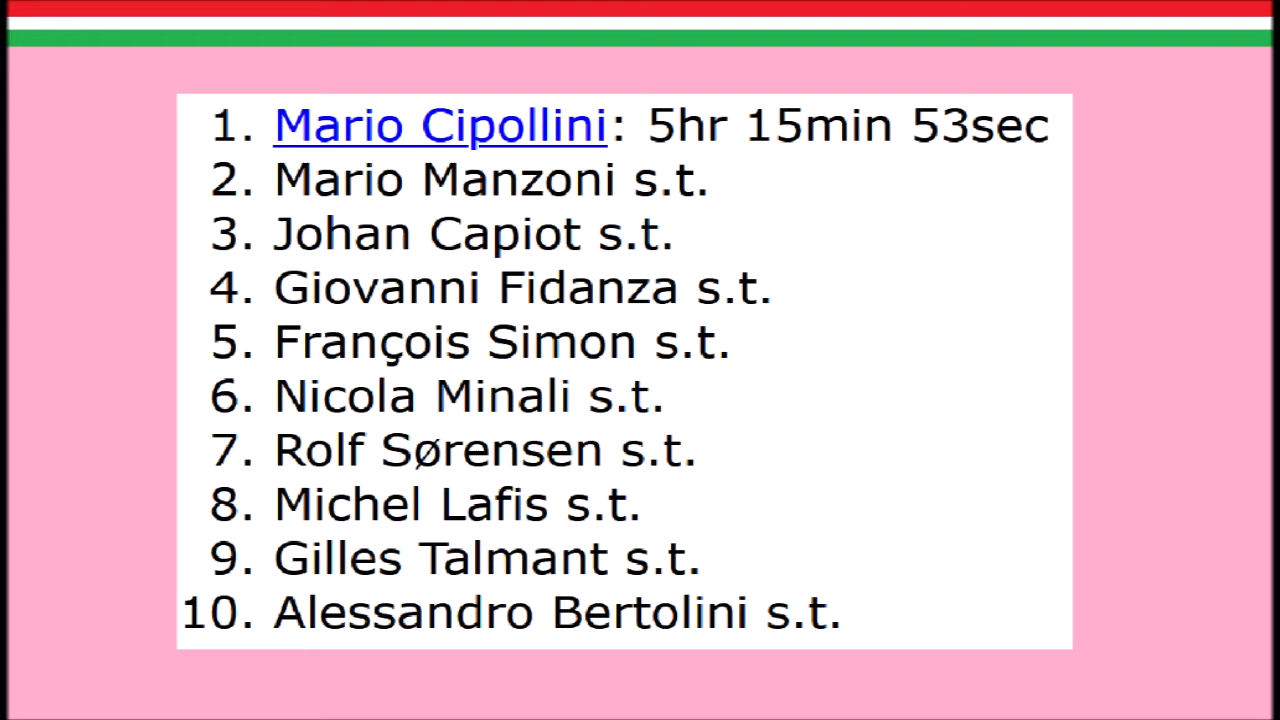 1. Mario Cipollini: 5hr 15min 53sec
2. Mario Manzoni s.t.
3. Johan Capiot s.t.
4. Giovanni Fidanza s.t.
5. François Simon s.t.
6. Nicola Minali s.t.
7. Rolf Sørensen s.t.
8. Michel Lafis s.t.
9. Gilles Talmant s.t.
10. Alessandro Bertolini s.t.